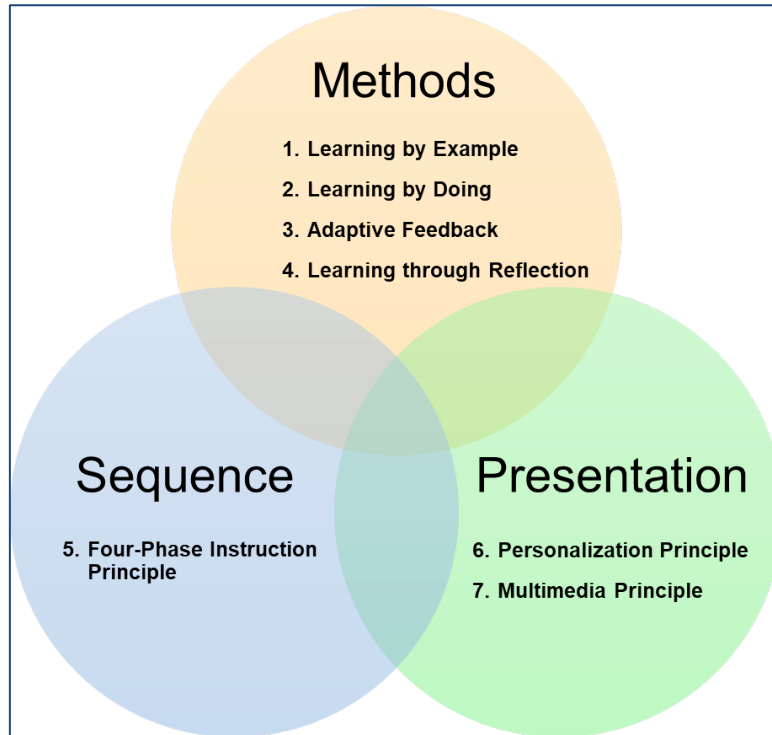 Methods
1. Learning by Example
2. Learning by Doing
3. Adaptive Feedback
4. Learning through Reflection
Sequence
5. Four-Phase Instruction
Principle
Presentation
6. Personalization Principle
7. Multimedia Principle